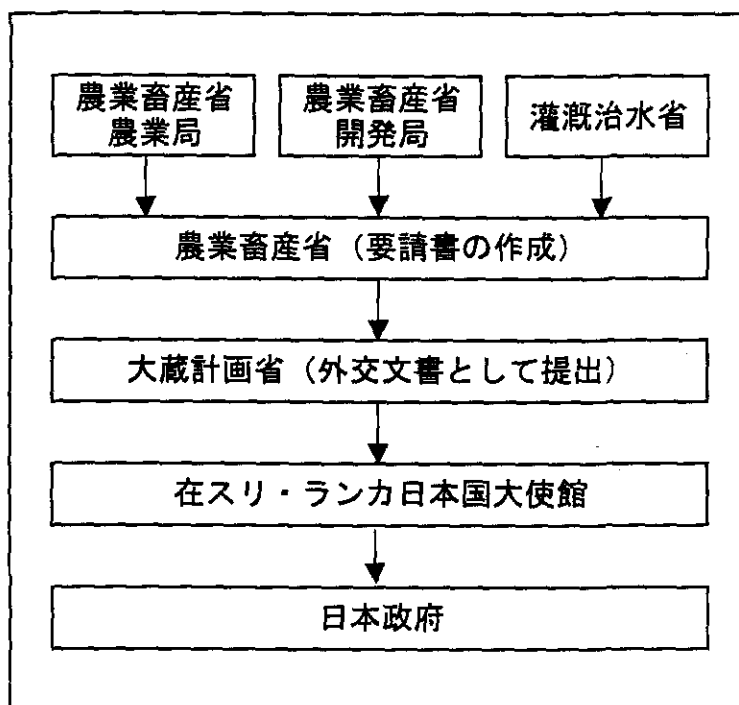 農業畜産省
農業局
農業畜産省
開発局
灌漑治水省
農業畜産省（要請書の作成）
大蔵計画省（外交文書として提出）
在スリ・ランカ日本国大使館
日本政府